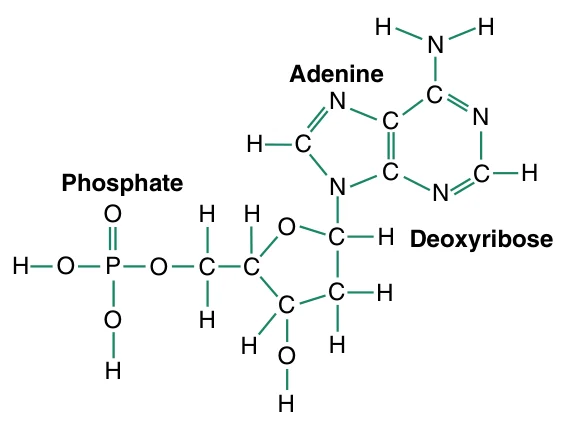 H H
N
Adenine
N C N
C
H C C H
C
N N
Phosphate
O H H O
C H Deoxyribose
H O P O C C
C H
C
O H
H O H
H
H